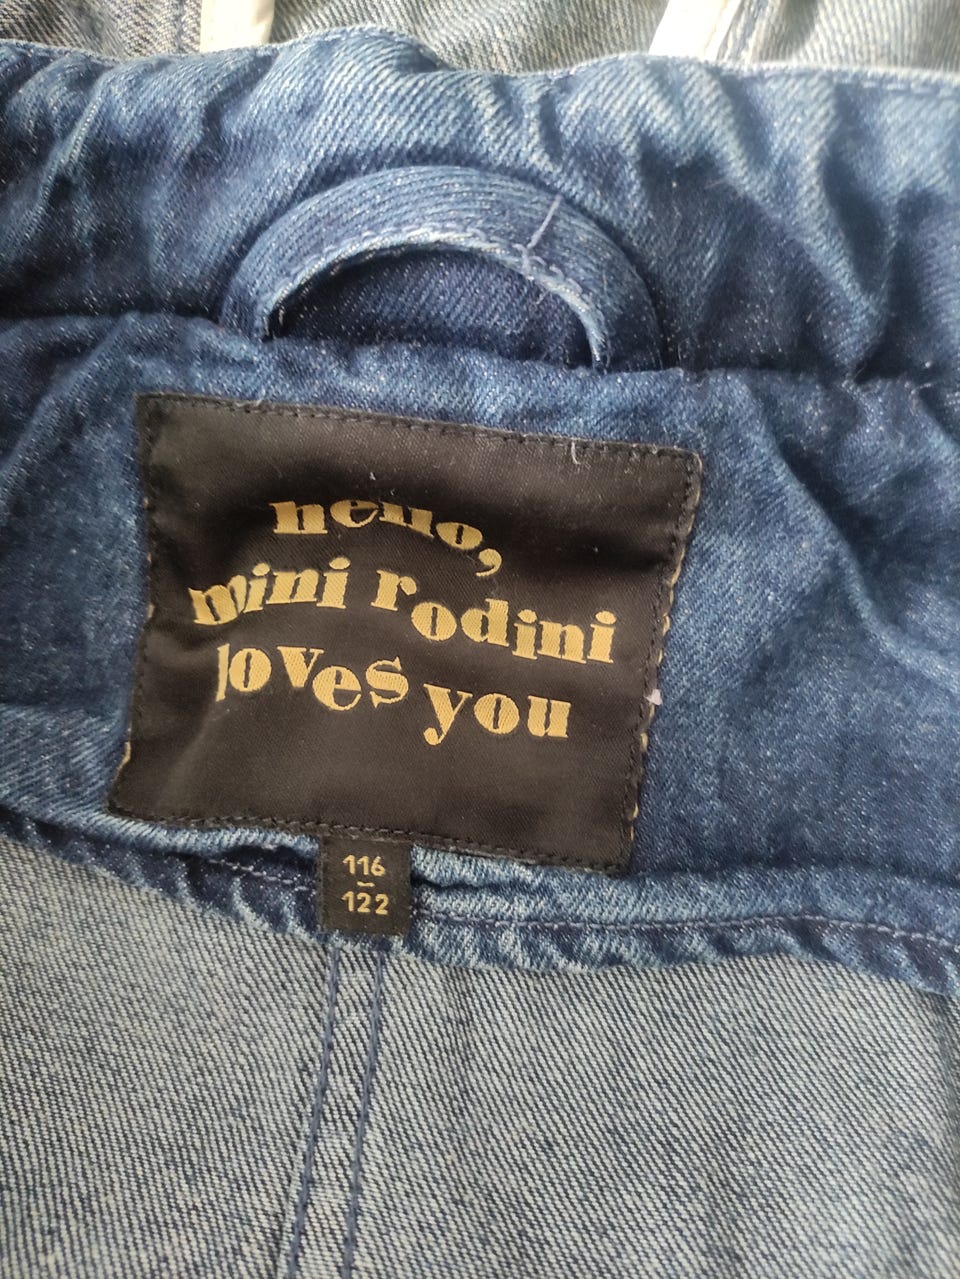 hello,
mini rodini
loves you
116
-
122